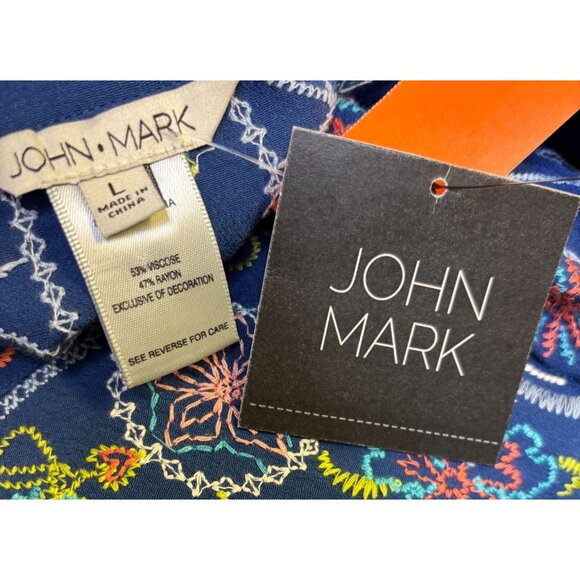 JOHN•MARK
L
MADE IN
CHINA
53% VISCOSE
47% RAYON
EXCLUSIVE OF DECORATION
SEE REVERSE FOR CARE
JOHN
MARK